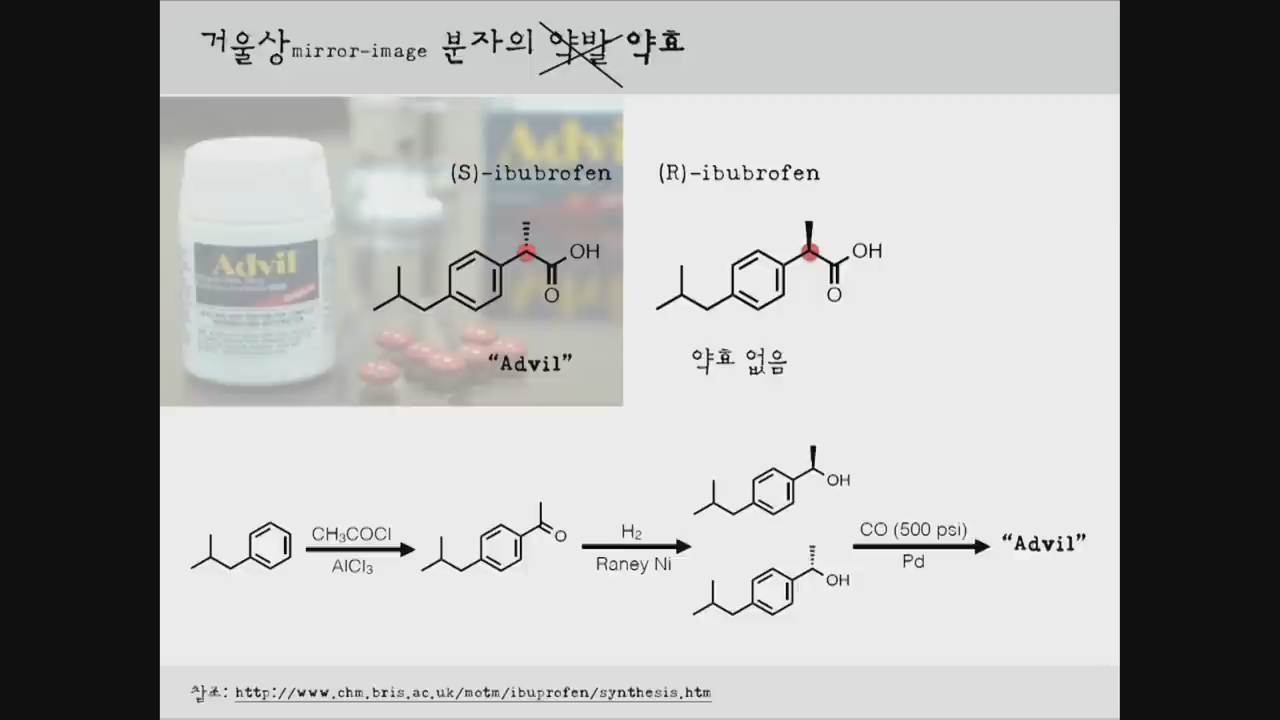 거울상mirror-image 분자의 약발 약효
Advil
Advil
(S)-ibubrofen
(R)-ibubrofen
OH
O
OH
O
"Advil"
약효 없음
CH₃COCl
AlCl₃
O
H₂
Raney Ni
OH
OH
CO (500 psi)
Pd
"Advil"
참조: http://www.chm.bris.ac.uk/motm/ibuprofen/synthesis.htm